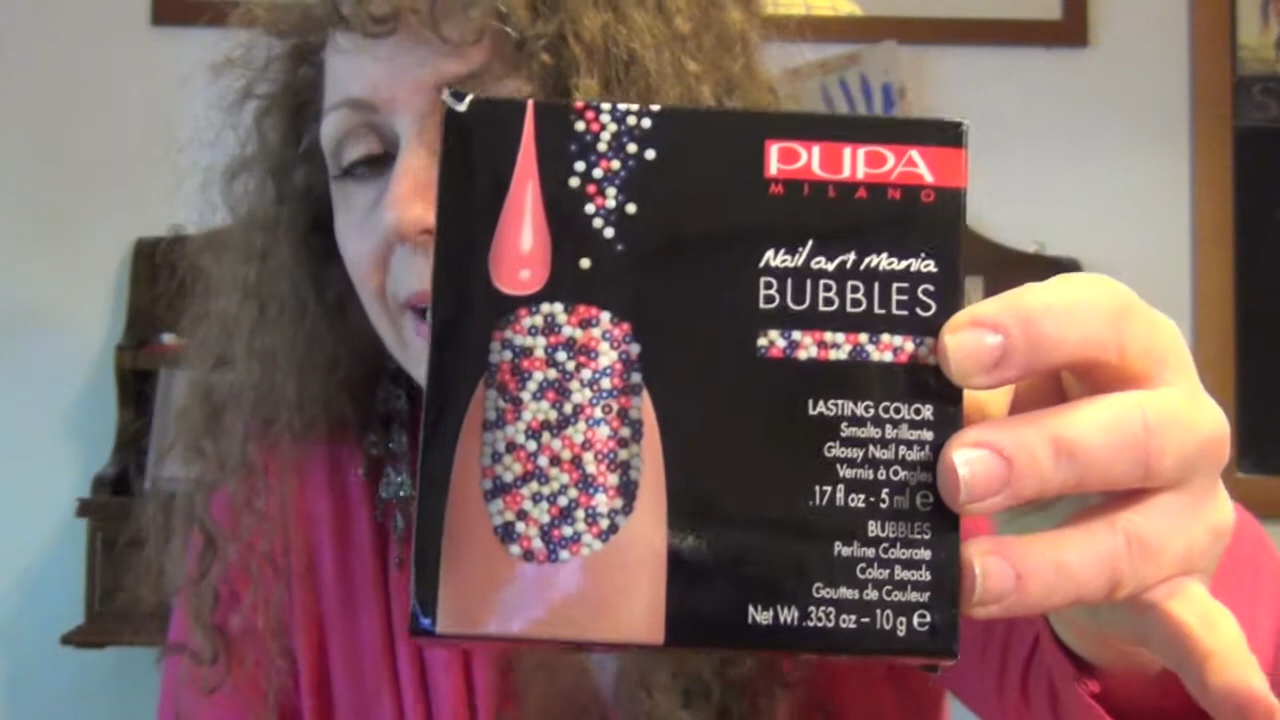 PUPA
MILANO
Nail art Mania
BUBBLES
LASTING COLOR
Smalto Brillante
Glossy Nail Polish
Vernis à Ongles
.17 fl oz - 5 ml ℮
BUBBLES
Perline Colorate
Color Beads
Gouttes de Couleur
Net Wt .353 oz – 10 g ℮
S